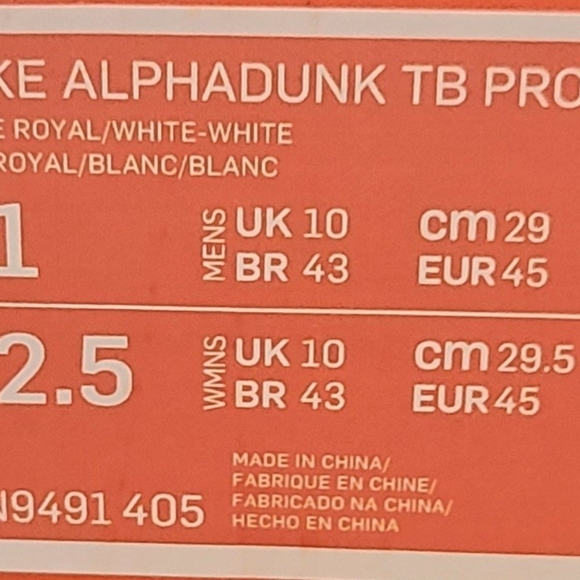 KE ALPHADUNK TB PRO
E ROYAL/WHITE-WHITE
ROYAL/BLANC/BLANC
1 MENS UK 10 cm 29
BR 43 EUR 45
2.5 WMNS UK 10 cm 29.5
BR 43 EUR 45
MADE IN CHINA/
FABRIQUE EN CHINE/
FABRICADO NA CHINA/
HECHO EN CHINA
N9491 405